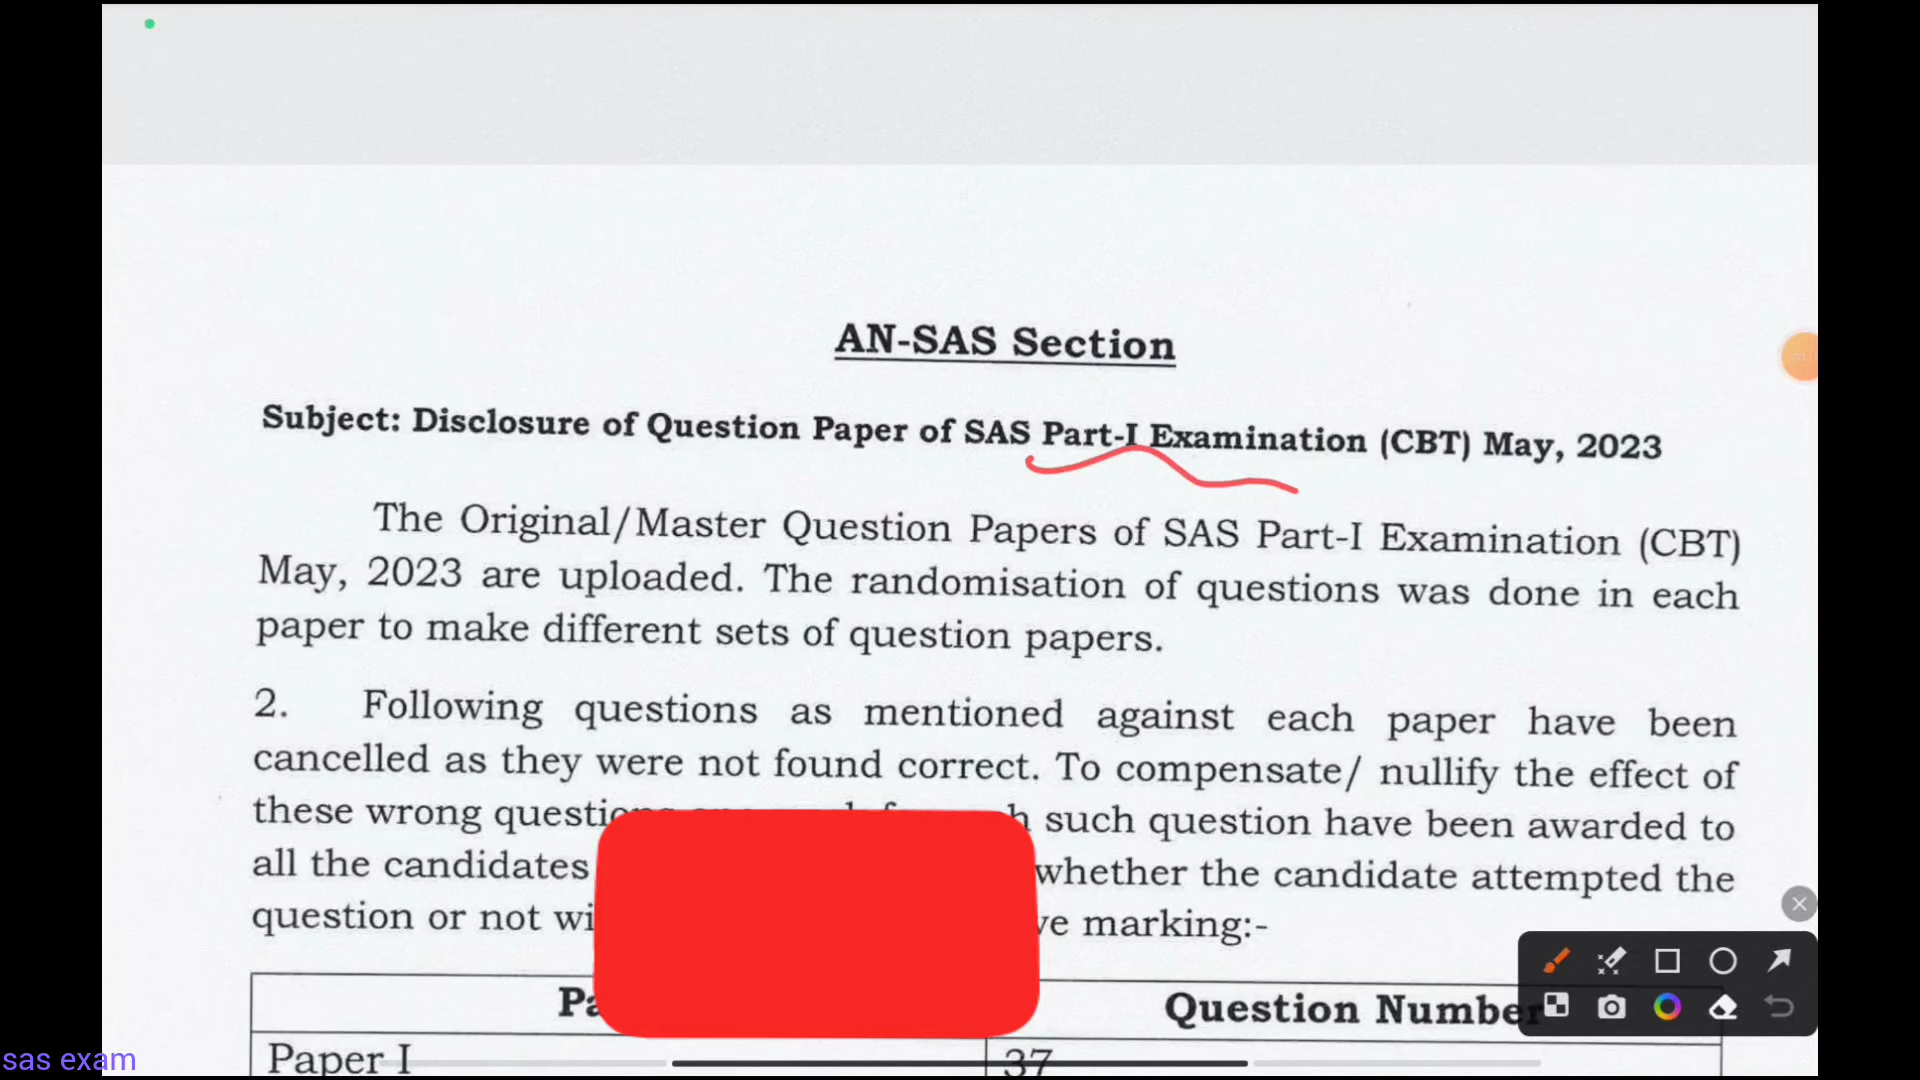 AN-SAS Section
Subject: Disclosure of Question Paper of SAS Part-I Examination (CBT) May, 2023
The Original/Master Question Papers of SAS Part-I Examination (CBT)
May, 2023 are uploaded. The randomisation of questions was done in each
paper to make different sets of question papers.
2. Following questions as mentioned against each paper have been
cancelled as they were not found correct. To compensate/ nullify the effect of
these wrong such question have been awarded to
all the candidates whether the candidate attempted the
question or not marking:-
Question Number
Paper I 37
sas exam